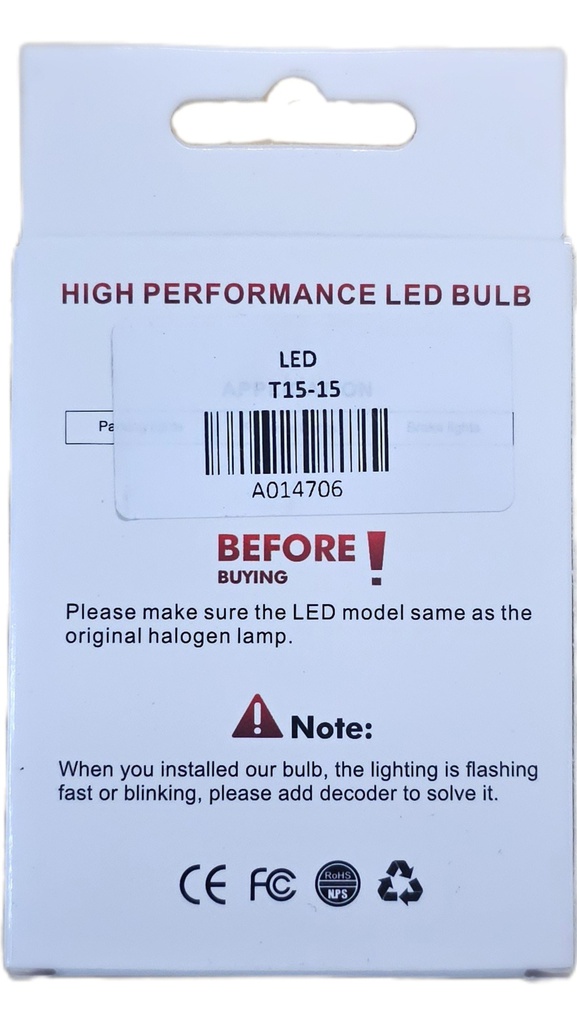 HIGH PERFORMANCE LED BULB
LED
APPLICATION
T15-15
A014706
BEFORE!
BUYING
Please make sure the LED model same as the
original halogen lamp.
Note:
When you installed our bulb, the lighting is flashing
fast or blinking, please add decoder to solve it.
CE FC RoHS
N.P.S